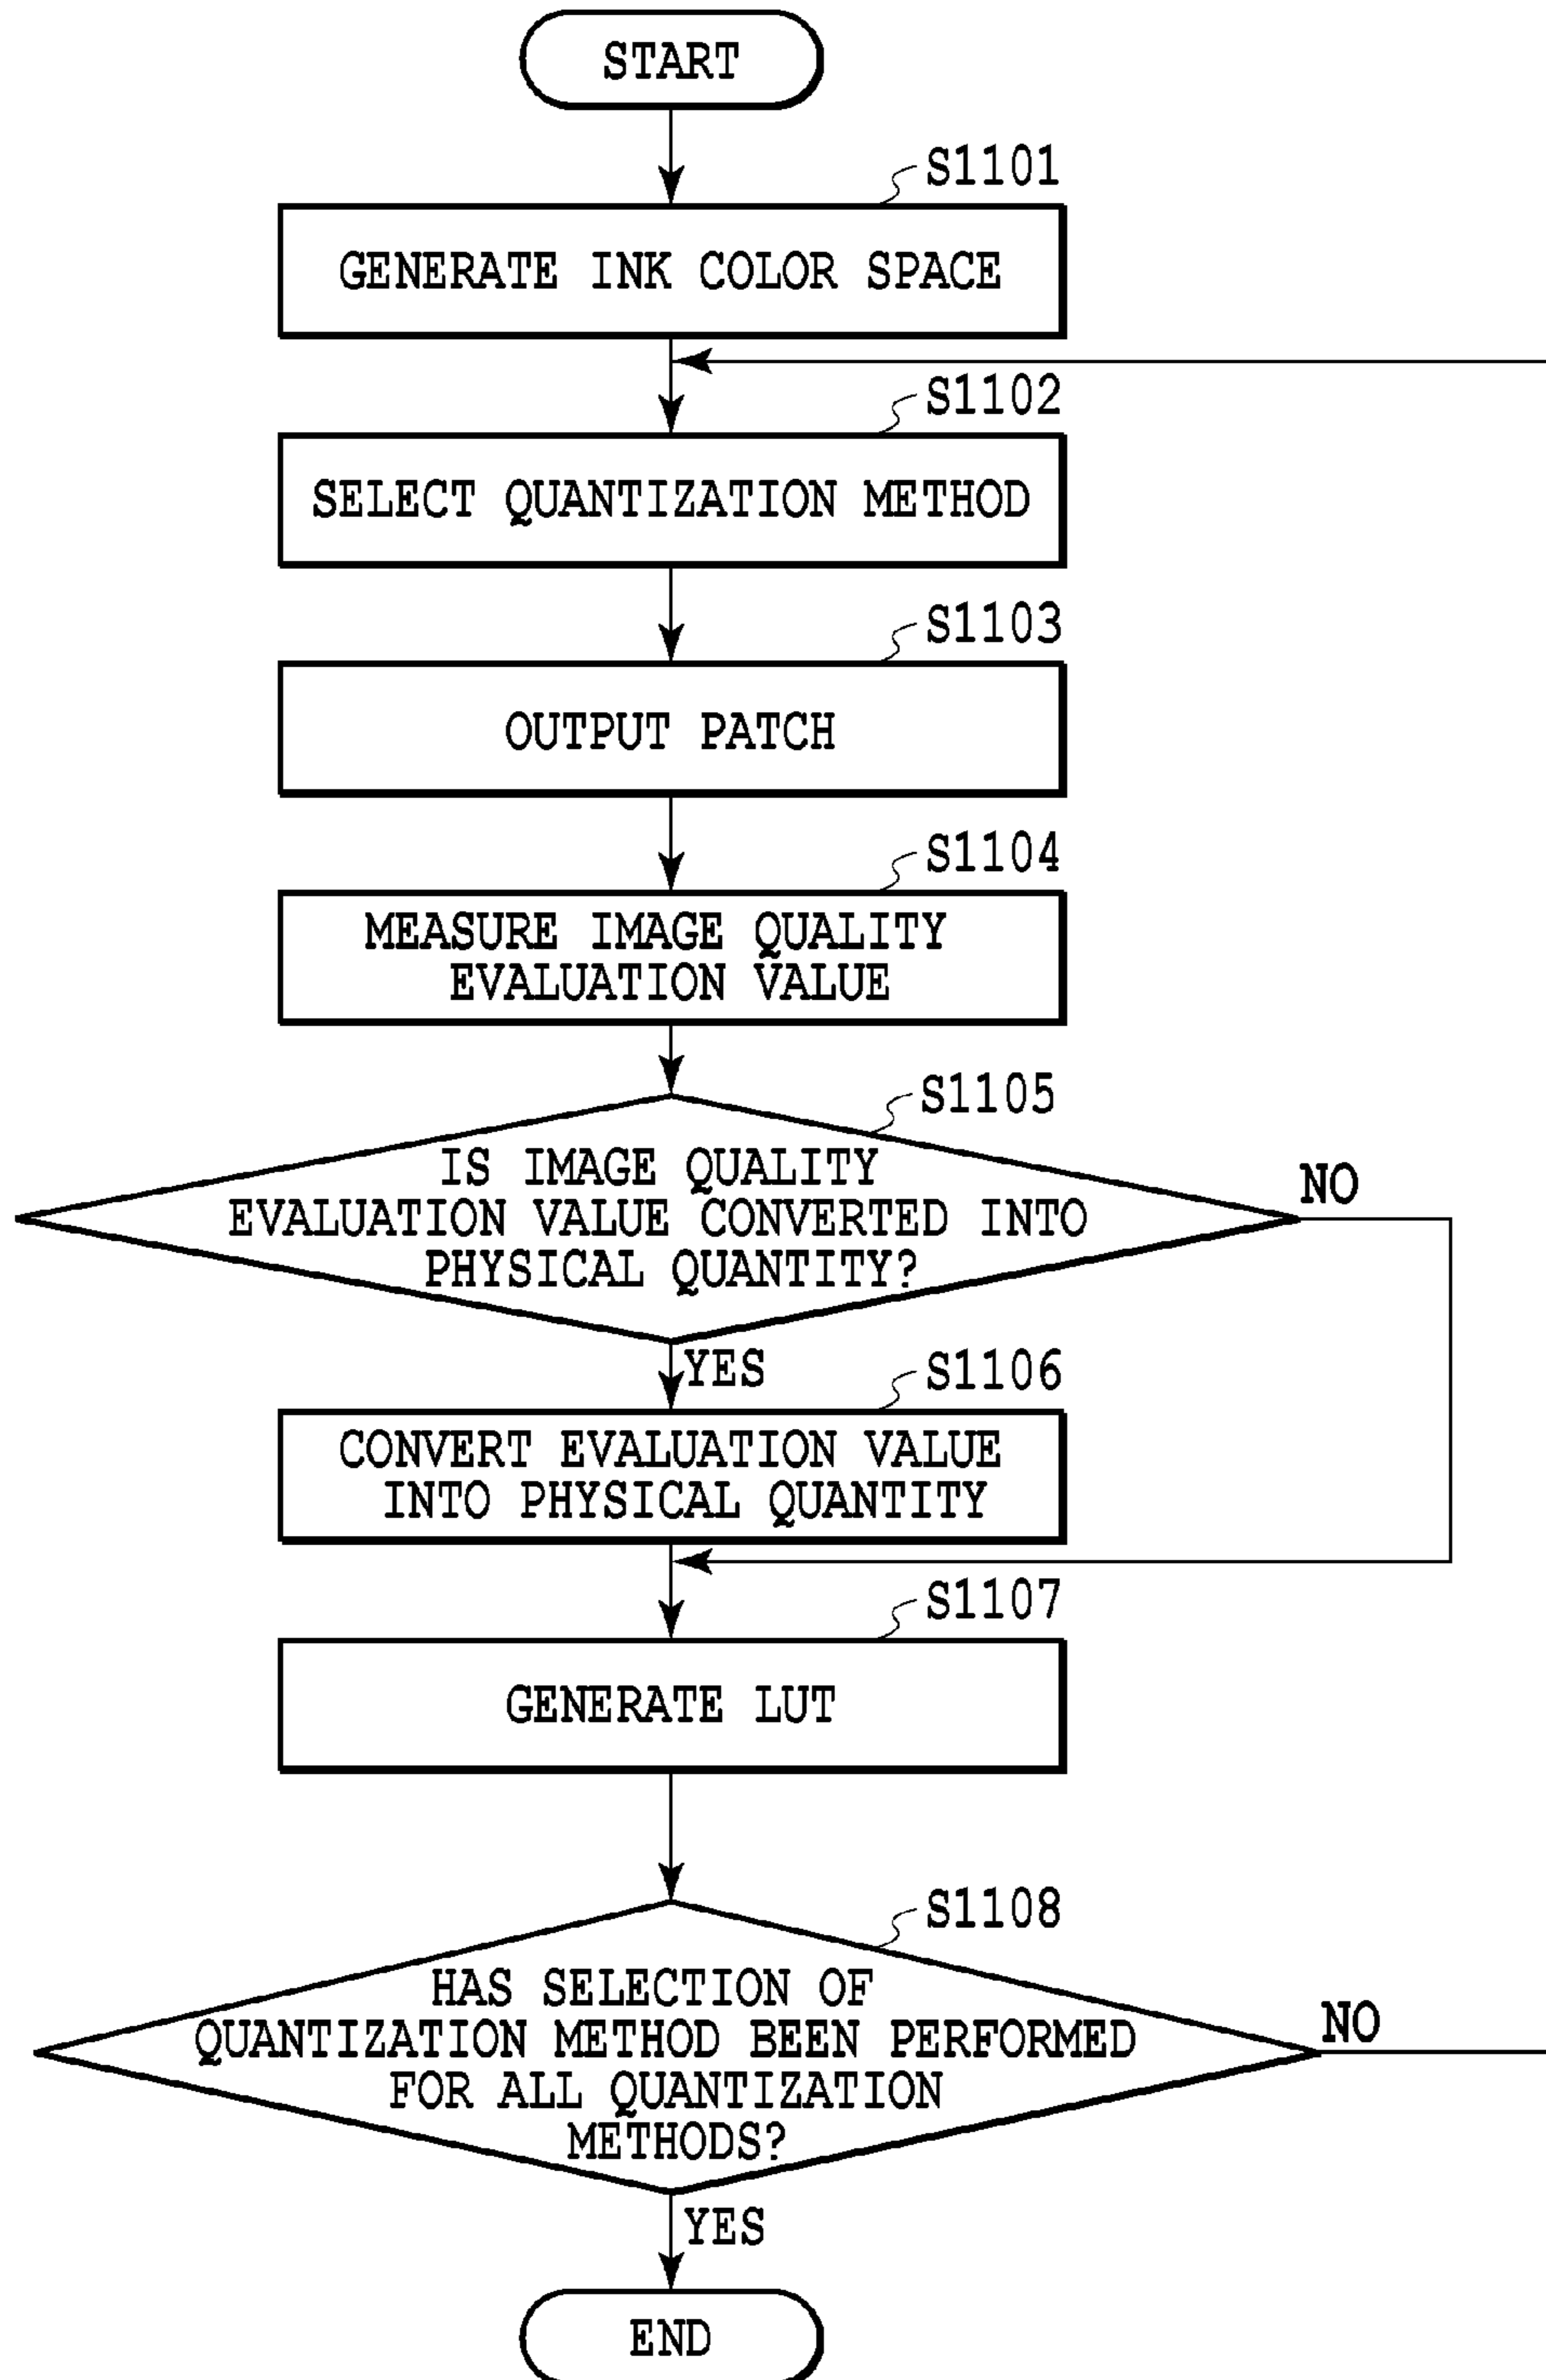 START
S1101
GENERATE INK COLOR SPACE
S1102
SELECT QUANTIZATION METHOD
S1103
OUTPUT PATCH
S1104
MEASURE IMAGE QUALITY
EVALUATION VALUE
S1105
IS IMAGE QUALITY
EVALUATION VALUE CONVERTED INTO
PHYSICAL QUANTITY?
NO
YES
S1106
CONVERT EVALUATION VALUE
INTO PHYSICAL QUANTITY
S1107
GENERATE LUT
S1108
HAS SELECTION OF
QUANTIZATION METHOD BEEN PERFORMED
FOR ALL QUANTIZATION
METHODS?
NO
YES
END